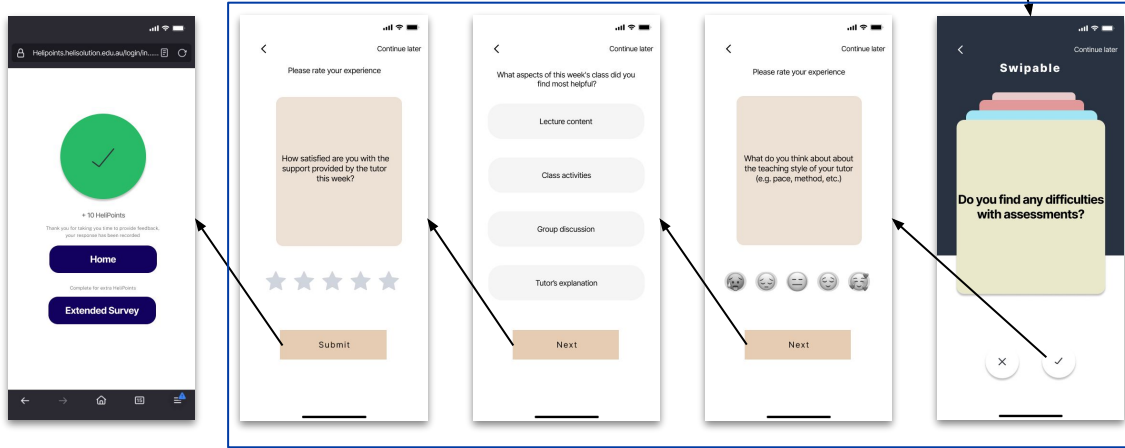 Helipoints.helisolution.edu.au/login/in......
+ 10 HeliPoints
Thank you for taking you time to provide feedback,
your response has been recorded
Home
Complete for extra HeliPoints
Extended Survey
Continue later
Please rate your experience
How satisfied are you with the
support provided by the tutor
this week?
Submit
Continue later
What aspects of this week's class did you
find most helpful?
Lecture content
Class activities
Group discussion
Tutor's explanation
Next
Continue later
Please rate your experience
What do you think about about
the teaching style of your tutor
(e.g. pace, method, etc.)
Next
Continue later
Swipable
Do you find any difficulties
with assessments?